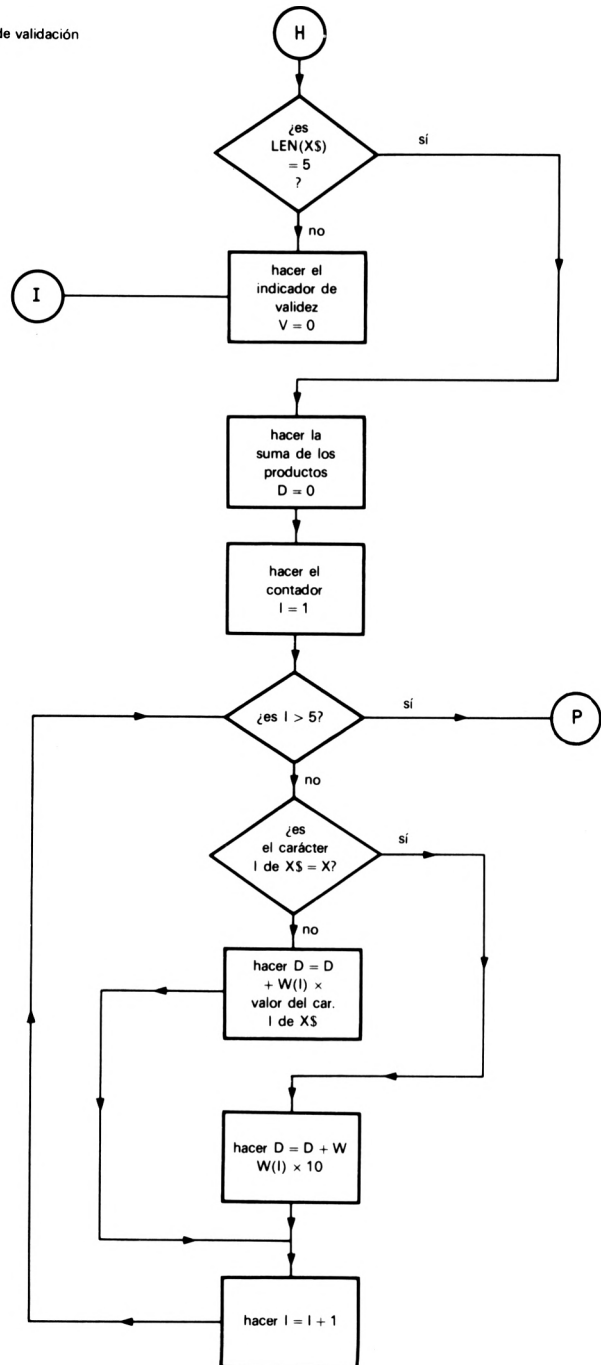 de validación
H
¿es
LEN(X$)
= 5
?
sí
no
hacer el
indicador de
validez
V = 0
I
hacer la
suma de los
productos
D = 0
hacer el
contador
I = 1
¿es I > 5?
sí
P
no
¿es
el carácter
I de X$ = X?
sí
no
hacer D = D
+ W(I) ×
valor del car.
I de X$
hacer D = D + W
W(I) × 10
hacer I = I + 1